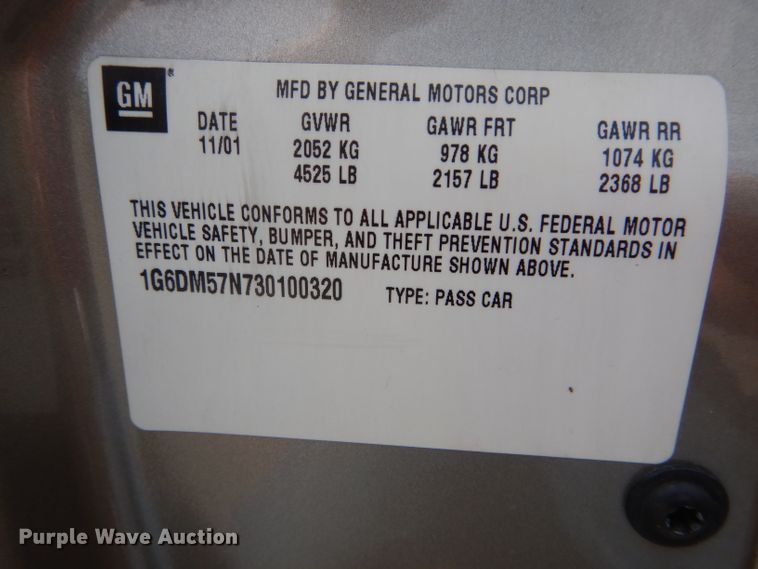 GM®
MFD BY GENERAL MOTORS CORP
DATE GVWR GAWR FRT GAWR RR
11/01 2052 KG 978 KG 1074 KG
4525 LB 2157 LB 2368 LB
THIS VEHICLE CONFORMS TO ALL APPLICABLE U.S. FEDERAL MOTOR
VEHICLE SAFETY, BUMPER, AND THEFT PREVENTION STANDARDS IN
EFFECT ON THE DATE OF MANUFACTURE SHOWN ABOVE.
1G6DM57N730100320 TYPE: PASS CAR
Purple Wave Auction